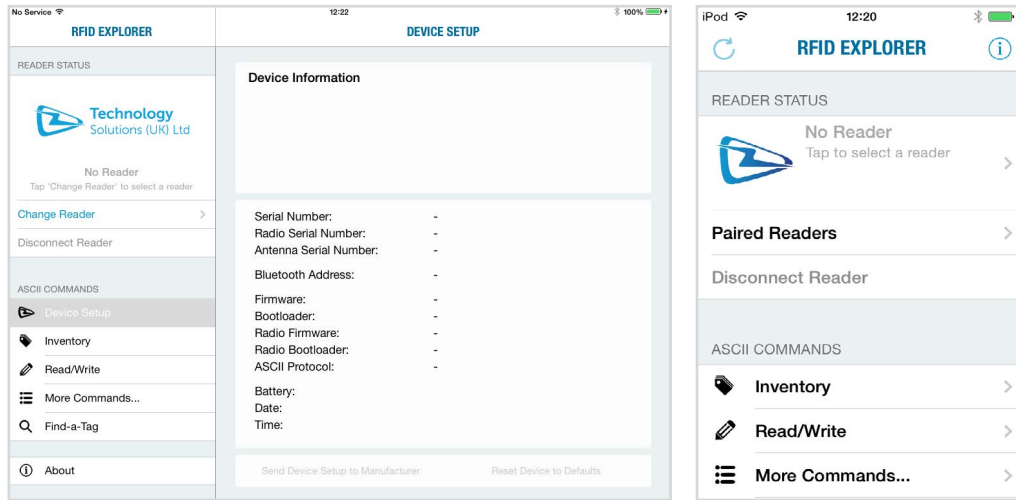 No Service 12:22 100%
RFID EXPLORER
DEVICE SETUP
READER STATUS
Technology
Solutions (UK) Ltd
No Reader
Tap 'Change Reader' to select a reader
Change Reader
Disconnect Reader
ASCII COMMANDS
Device Setup
Inventory
Read/Write
More Commands...
Find-a-Tag
About
Device Information
Serial Number: -
Radio Serial Number: -
Antenna Serial Number: -
Bluetooth Address: -
Firmware: -
Bootloader: -
Radio Firmware: -
Radio Bootloader: -
ASCII Protocol: -
Battery:
Date:
Time:
Send Device Setup to Manufacturer Reset Device to Defaults
iPod 12:20
RFID EXPLORER
READER STATUS
No Reader
Tap to select a reader
Paired Readers
Disconnect Reader
ASCII COMMANDS
Inventory
Read/Write
More Commands...